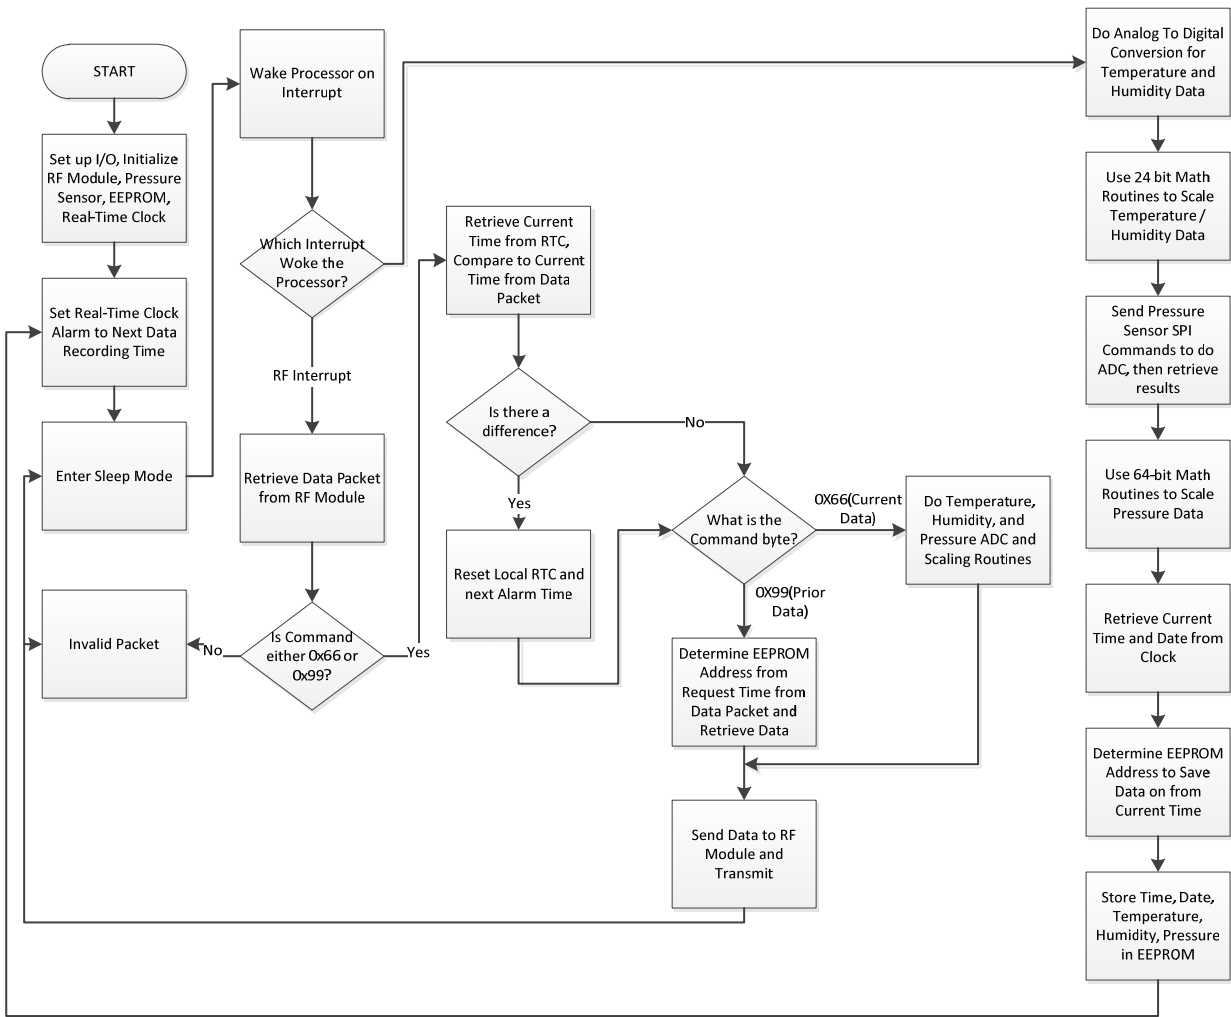 START
Set up I/O, Initialize
RF Module, Pressure
Sensor, EEPROM,
Real-Time Clock
Set Real-Time Clock
Alarm to Next Data
Recording Time
Enter Sleep Mode
Invalid Packet
Wake Processor on
Interrupt
Which Interrupt
Woke the
Processor?
RF Interrupt
Retrieve Data Packet
from RF Module
Is Command
either 0x66 or
0x99?
No
Yes
Retrieve Current
Time from RTC,
Compare to Current
Time from Data
Packet
Is there a
difference?
No
Yes
Reset Local RTC and
next Alarm Time
What is the
Command byte?
0X66(Current
Data)
0X99(Prior
Data)
Do Temperature,
Humidity, and
Pressure ADC and
Scaling Routines
Determine EEPROM
Address from
Request Time from
Data Packet and
Retrieve Data
Send Data to RF
Module and
Transmit
Do Analog To Digital
Conversion for
Temperature and
Humidity Data
Use 24 bit Math
Routines to Scale
Temperature /
Humidity Data
Send Pressure
Sensor SPI
Commands to do
ADC, then retrieve
results
Use 64-bit Math
Routines to Scale
Pressure Data
Retrieve Current
Time and Date from
Clock
Determine EEPROM
Address to Save
Data on from
Current Time
Store Time, Date,
Temperature,
Humidity, Pressure
in EEPROM